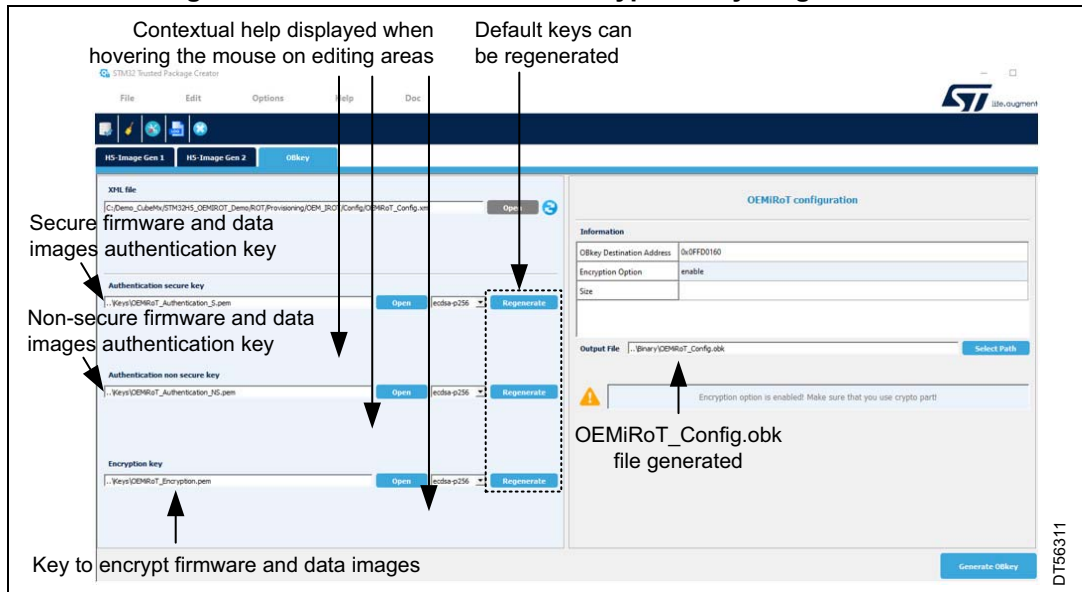 Contextual help displayed when
hovering the mouse on editing areas
Default keys can
be regenerated
STM32 Trusted Package Creator
File Edit Options Help Doc
ST life.augment
H5-Image Gen 1 H5-Image Gen 2 OBkey
XML file
C:/Demo_CubeMx/STM32H5_OEMIROT_Demo/ROT/Provisioning/OEM_IROT/Config/OEMiRoT_Config.xm Open
Secure firmware and data
images authentication key
Authentication secure key
..\Keys\OEMiRoT_Authentication_S.pem Open ecdsa-p256 Regenerate
Non-secure firmware and data
images authentication key
Authentication non secure key
..\Keys\OEMiRoT_Authentication_NS.pem Open ecdsa-p256 Regenerate
Encryption key
..\Keys\OEMiRoT_Encryption.pem Open ecdsa-p256 Regenerate
Key to encrypt firmware and data images
OEMiRoT configuration
Information
OBkey Destination Address 0x0FFD0160
Encryption Option enable
Size
Output File ..\Binary\OEMiRoT_Config.obk Select Path
Encryption option is enabled! Make sure that you use crypto part!
OEMiRoT_Config.obk
file generated
Generate OBkey
DT56311